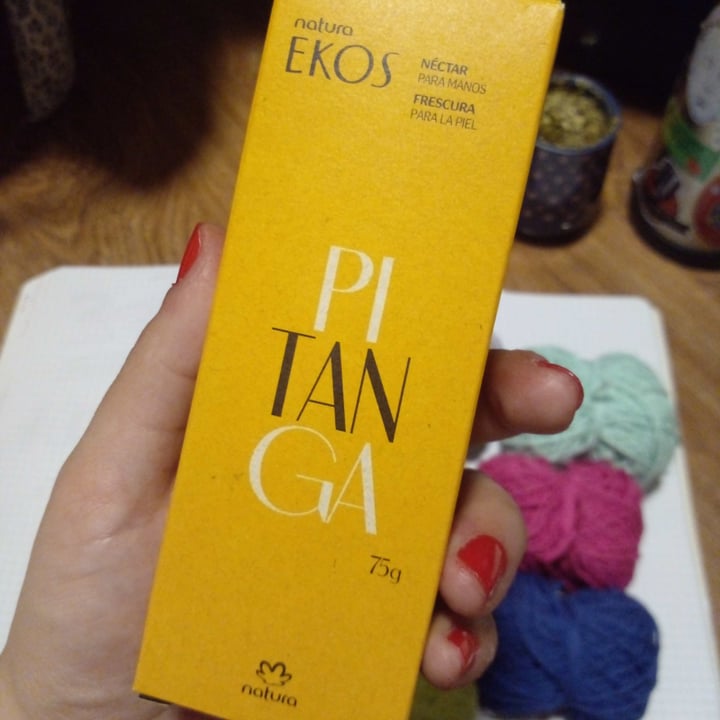 natura
EKOS
NÉCTAR
PARA MANOS
FRESCURA
PARA LA PIEL
PI
TAN
GA
75g
natura